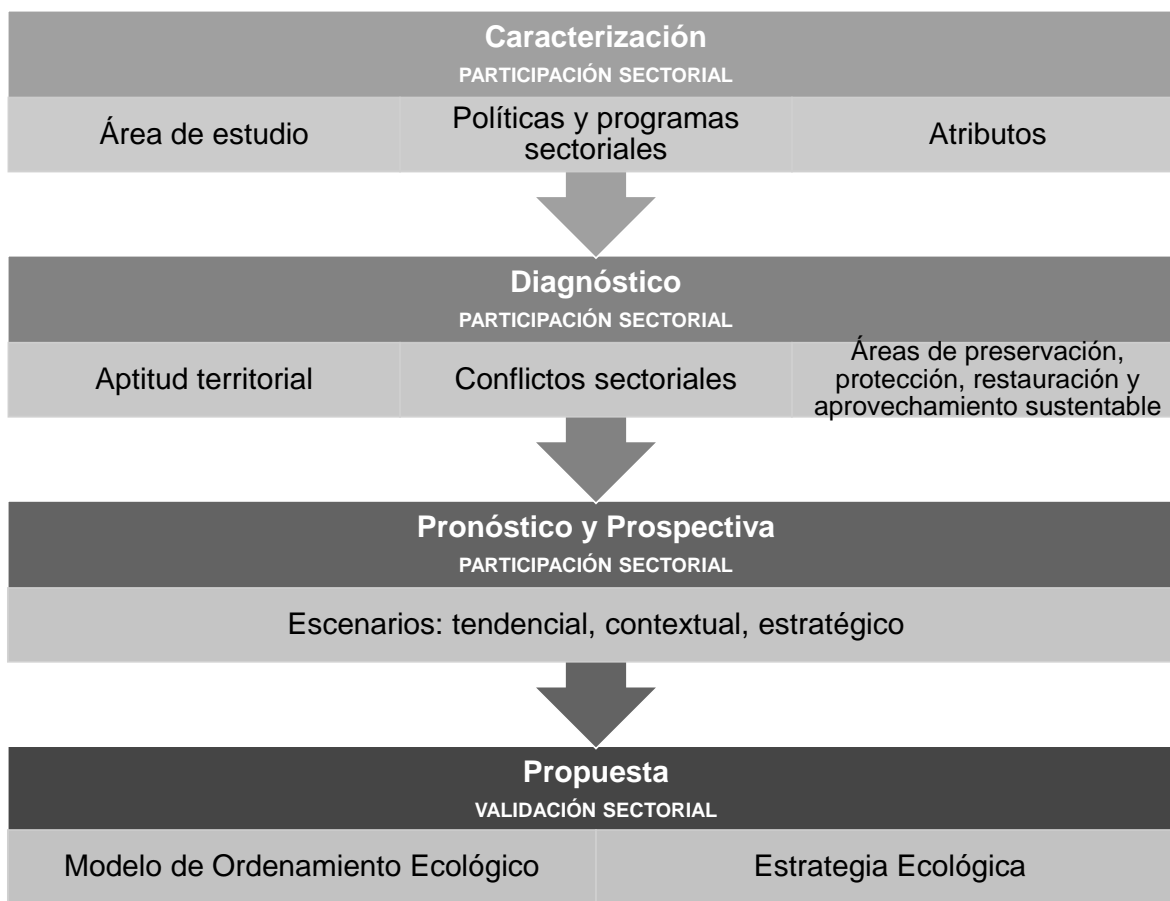 Caracterización
PARTICIPACIÓN SECTORIAL
Área de estudio
Políticas y programas
sectoriales
Atributos
Diagnóstico
PARTICIPACIÓN SECTORIAL
Aptitud territorial
Conflictos sectoriales
Áreas de preservación,
protección, restauración y
aprovechamiento sustentable
Pronóstico y Prospectiva
PARTICIPACIÓN SECTORIAL
Escenarios: tendencial, contextual, estratégico
Propuesta
VALIDACIÓN SECTORIAL
Modelo de Ordenamiento Ecológico
Estrategia Ecológica